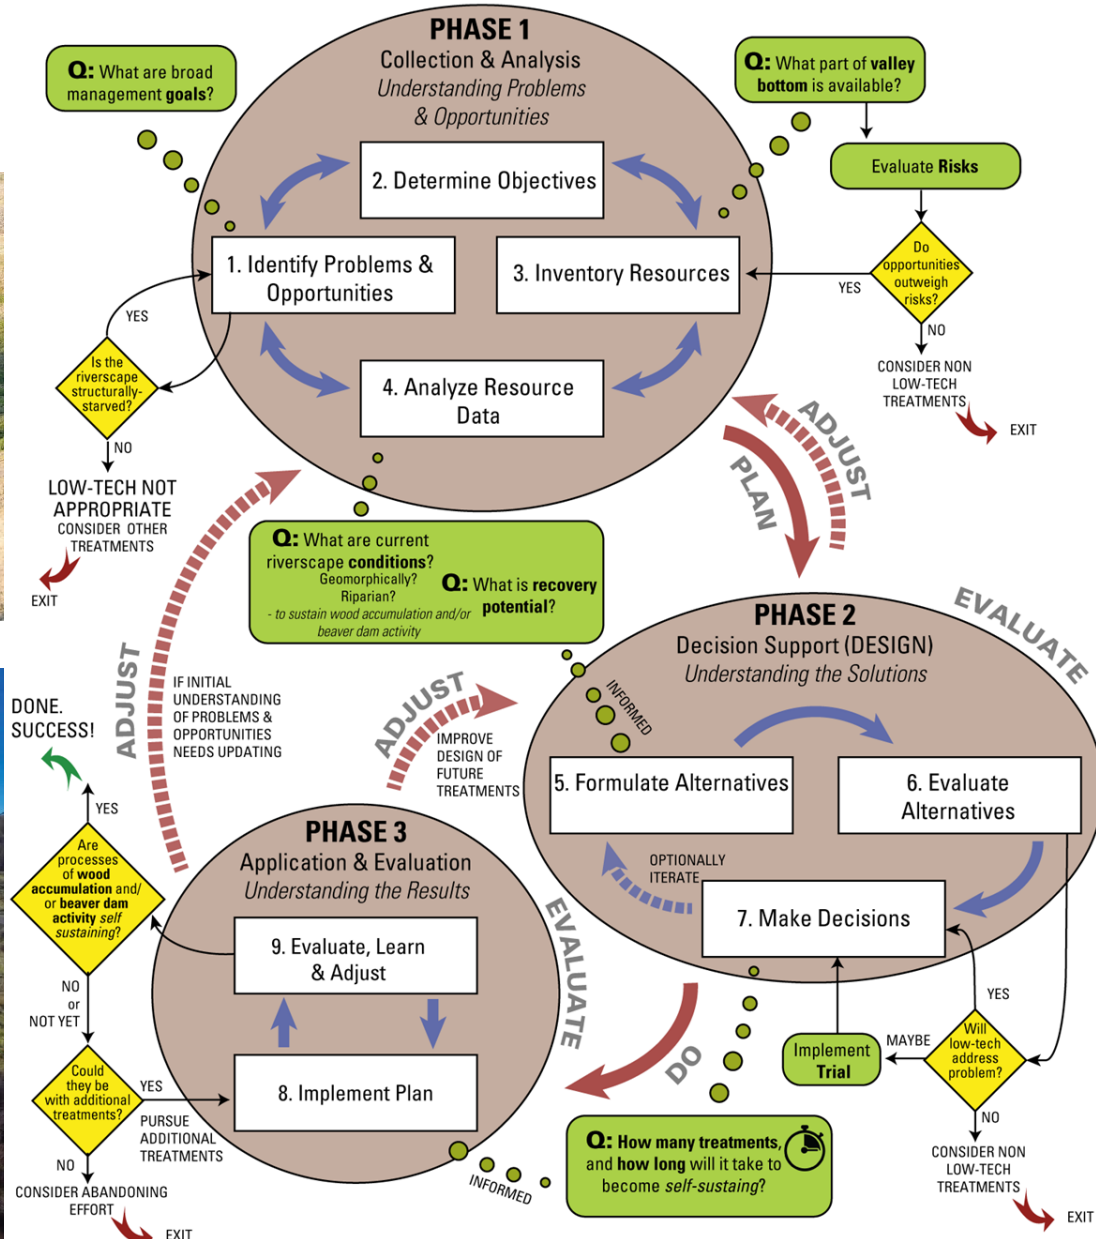 PHASE 1
Collection & Analysis
Understanding Problems
& Opportunities
Q: What are broad
management goals?
Q: What part of valley
bottom is available?
Evaluate Risks
Do
opportunities
outweigh
risks?
YES
NO
CONSIDER NON
LOW-TECH
TREATMENTS
EXIT
2. Determine Objectives
1. Identify Problems &
Opportunities
3. Inventory Resources
4. Analyze Resource
Data
YES
Is the
riverscape
structurally-
starved?
NO
LOW-TECH NOT
APPROPRIATE
CONSIDER OTHER
TREATMENTS
EXIT
Q: What are current
riverscape conditions?
Geomorphically?
Riparian?
- to sustain wood accumulation and/or
beaver dam activity
Q: What is recovery
potential?
PLAN
ADJUST
ADJUST
IF INITIAL
UNDERSTANDING
OF PROBLEMS &
OPPORTUNITIES
NEEDS UPDATING
ADJUST
IMPROVE
DESIGN OF
FUTURE
TREATMENTS
INFORMED
EVALUATE
PHASE 2
Decision Support (DESIGN)
Understanding the Solutions
5. Formulate Alternatives
6. Evaluate
Alternatives
OPTIONALLY
ITERATE
7. Make Decisions
YES
Will
low-tech
address
problem?
MAYBE
Implement
Trial
NO
CONSIDER NON
LOW-TECH
TREATMENTS
EXIT
DO
Q: How many treatments,
and how long will it take to
become self-sustaing?
INFORMED
EVALUATE
PHASE 3
Application & Evaluation
Understanding the Results
9. Evaluate, Learn
& Adjust
8. Implement Plan
DONE.
SUCCESS!
YES
Are
processes
of wood
accumulation and/
or beaver dam
activity self
sustaining?
NO
or
NOT YET
Could
they be
with additional
treatments?
YES
PURSUE
ADDITIONAL
TREATMENTS
NO
CONSIDER ABANDONING
EFFORT
EXIT